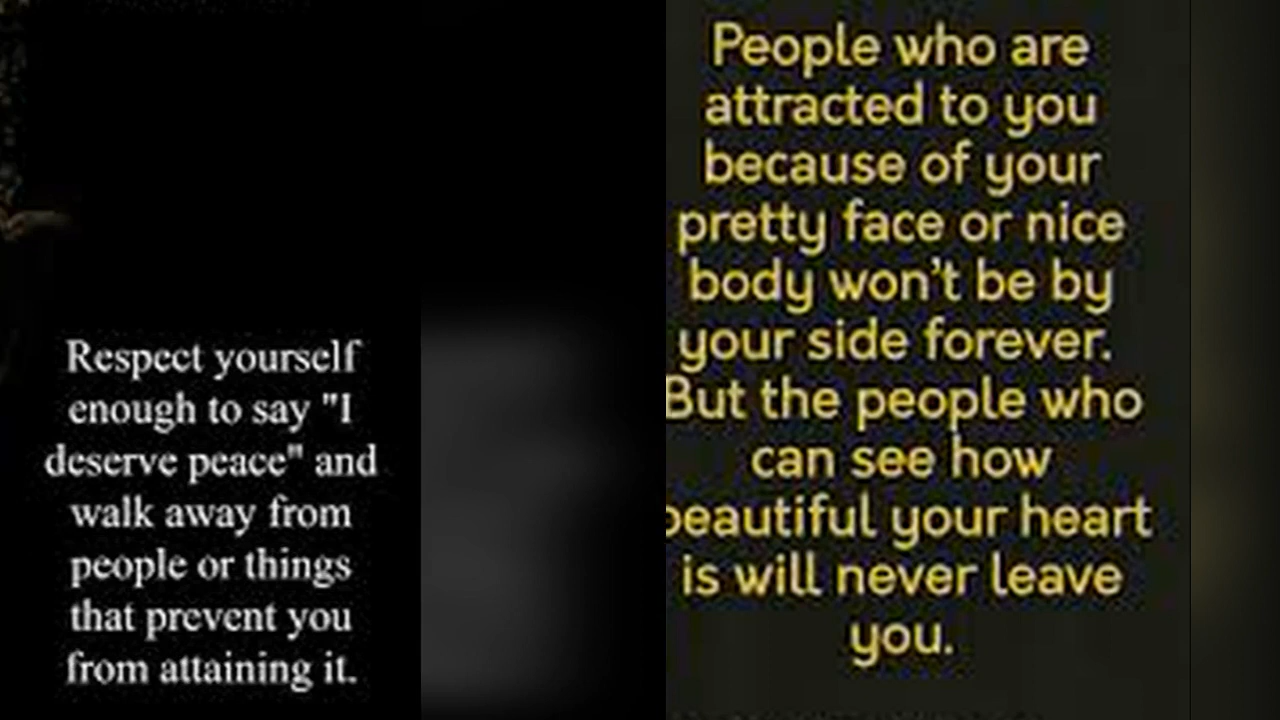 Respect yourself
enough to say "I
deserve peace" and
walk away from
people or things
that prevent you
from attaining it.
People who are
attracted to you
because of your
pretty face or nice
body won't be by
your side forever.
But the people who
can see how
beautiful your heart
is will never leave
you.